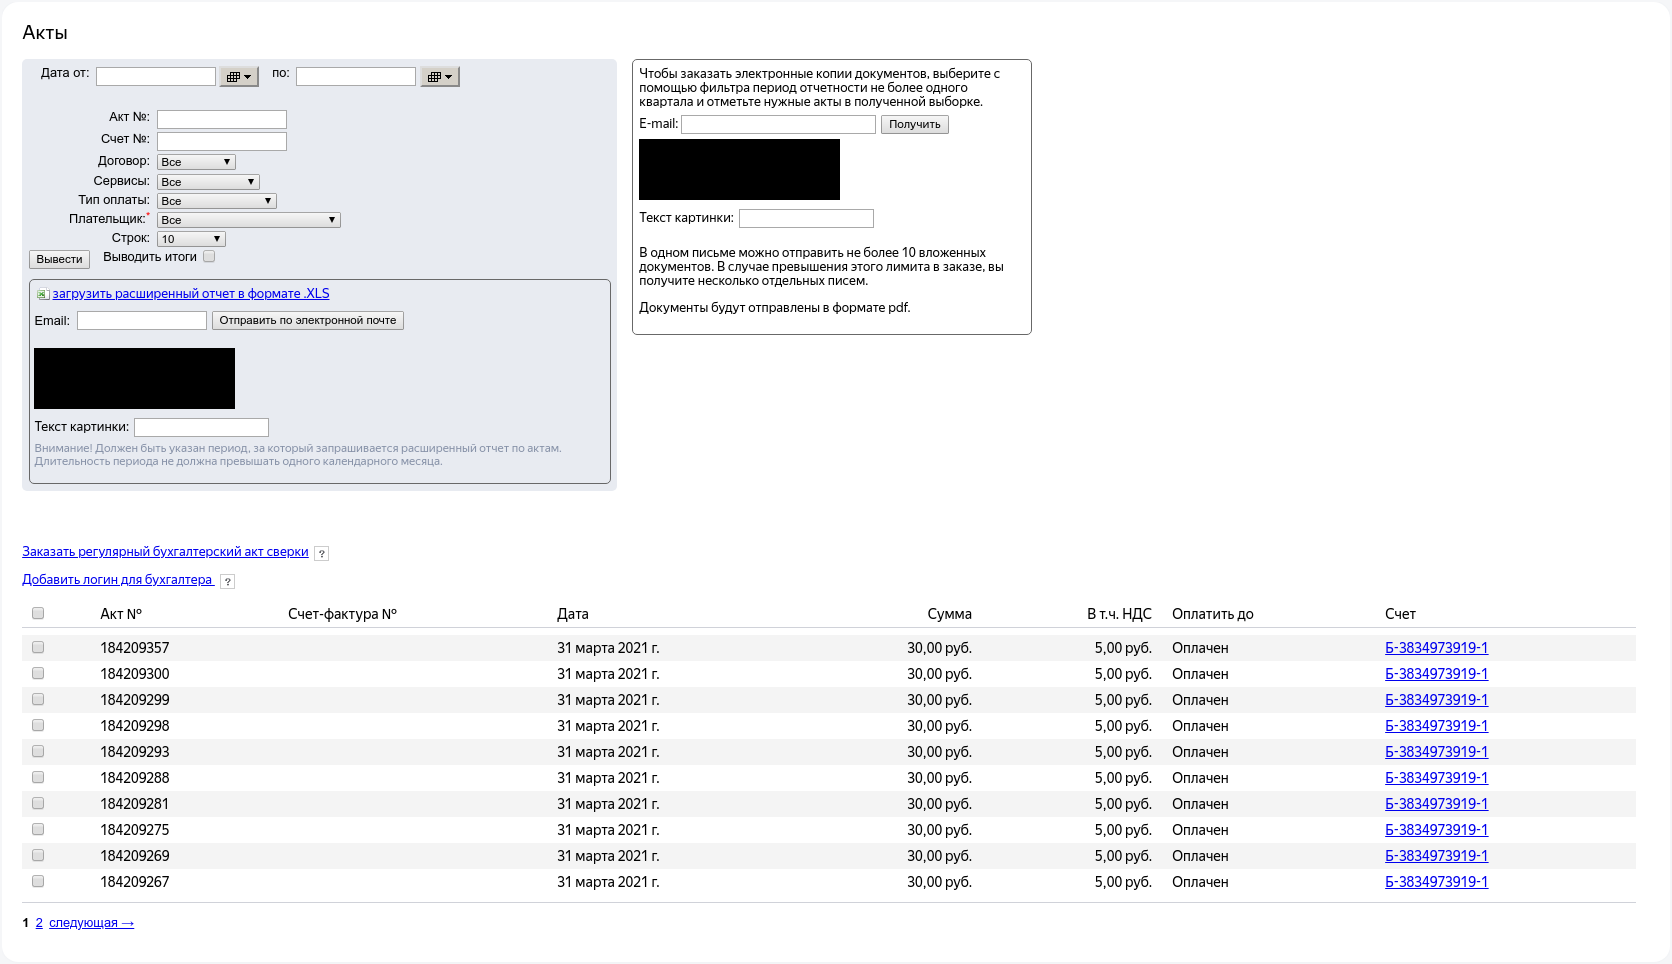 Акты
Дата от: по:
Акт №:
Счет №:
Договор: Все
Сервисы: Все
Тип оплаты: Все
Плательщик:* Все
Строк: 10
Вывести Выводить итоги
загрузить расширенный отчет в формате .XLS
Email: Отправить по электронной почте
Текст картинки:
Внимание! Должен быть указан период, за который запрашивается расширенный отчет по актам.
Длительность периода не должна превышать одного календарного месяца.
Чтобы заказать электронные копии документов, выберите с
помощью фильтра период отчетности не более одного
квартала и отметьте нужные акты в полученной выборке.
E-mail: Получить
Текст картинки:
В одном письме можно отправить не более 10 вложенных
документов. В случае превышения этого лимита в заказе, вы
получите несколько отдельных писем.
Документы будут отправлены в формате pdf.
Заказать регулярный бухгалтерский акт сверки ?
Добавить логин для бухгалтера ?
Акт № Счет-фактура № Дата Сумма В т.ч. НДС Оплатить до Счет
184209357 31 марта 2021 г. 30,00 руб. 5,00 руб. Оплачен Б-3834973919-1
184209300 31 марта 2021 г. 30,00 руб. 5,00 руб. Оплачен Б-3834973919-1
184209299 31 марта 2021 г. 30,00 руб. 5,00 руб. Оплачен Б-3834973919-1
184209298 31 марта 2021 г. 30,00 руб. 5,00 руб. Оплачен Б-3834973919-1
184209293 31 марта 2021 г. 30,00 руб. 5,00 руб. Оплачен Б-3834973919-1
184209288 31 марта 2021 г. 30,00 руб. 5,00 руб. Оплачен Б-3834973919-1
184209281 31 марта 2021 г. 30,00 руб. 5,00 руб. Оплачен Б-3834973919-1
184209275 31 марта 2021 г. 30,00 руб. 5,00 руб. Оплачен Б-3834973919-1
184209269 31 марта 2021 г. 30,00 руб. 5,00 руб. Оплачен Б-3834973919-1
184209267 31 марта 2021 г. 30,00 руб. 5,00 руб. Оплачен Б-3834973919-1
1 2 следующая →